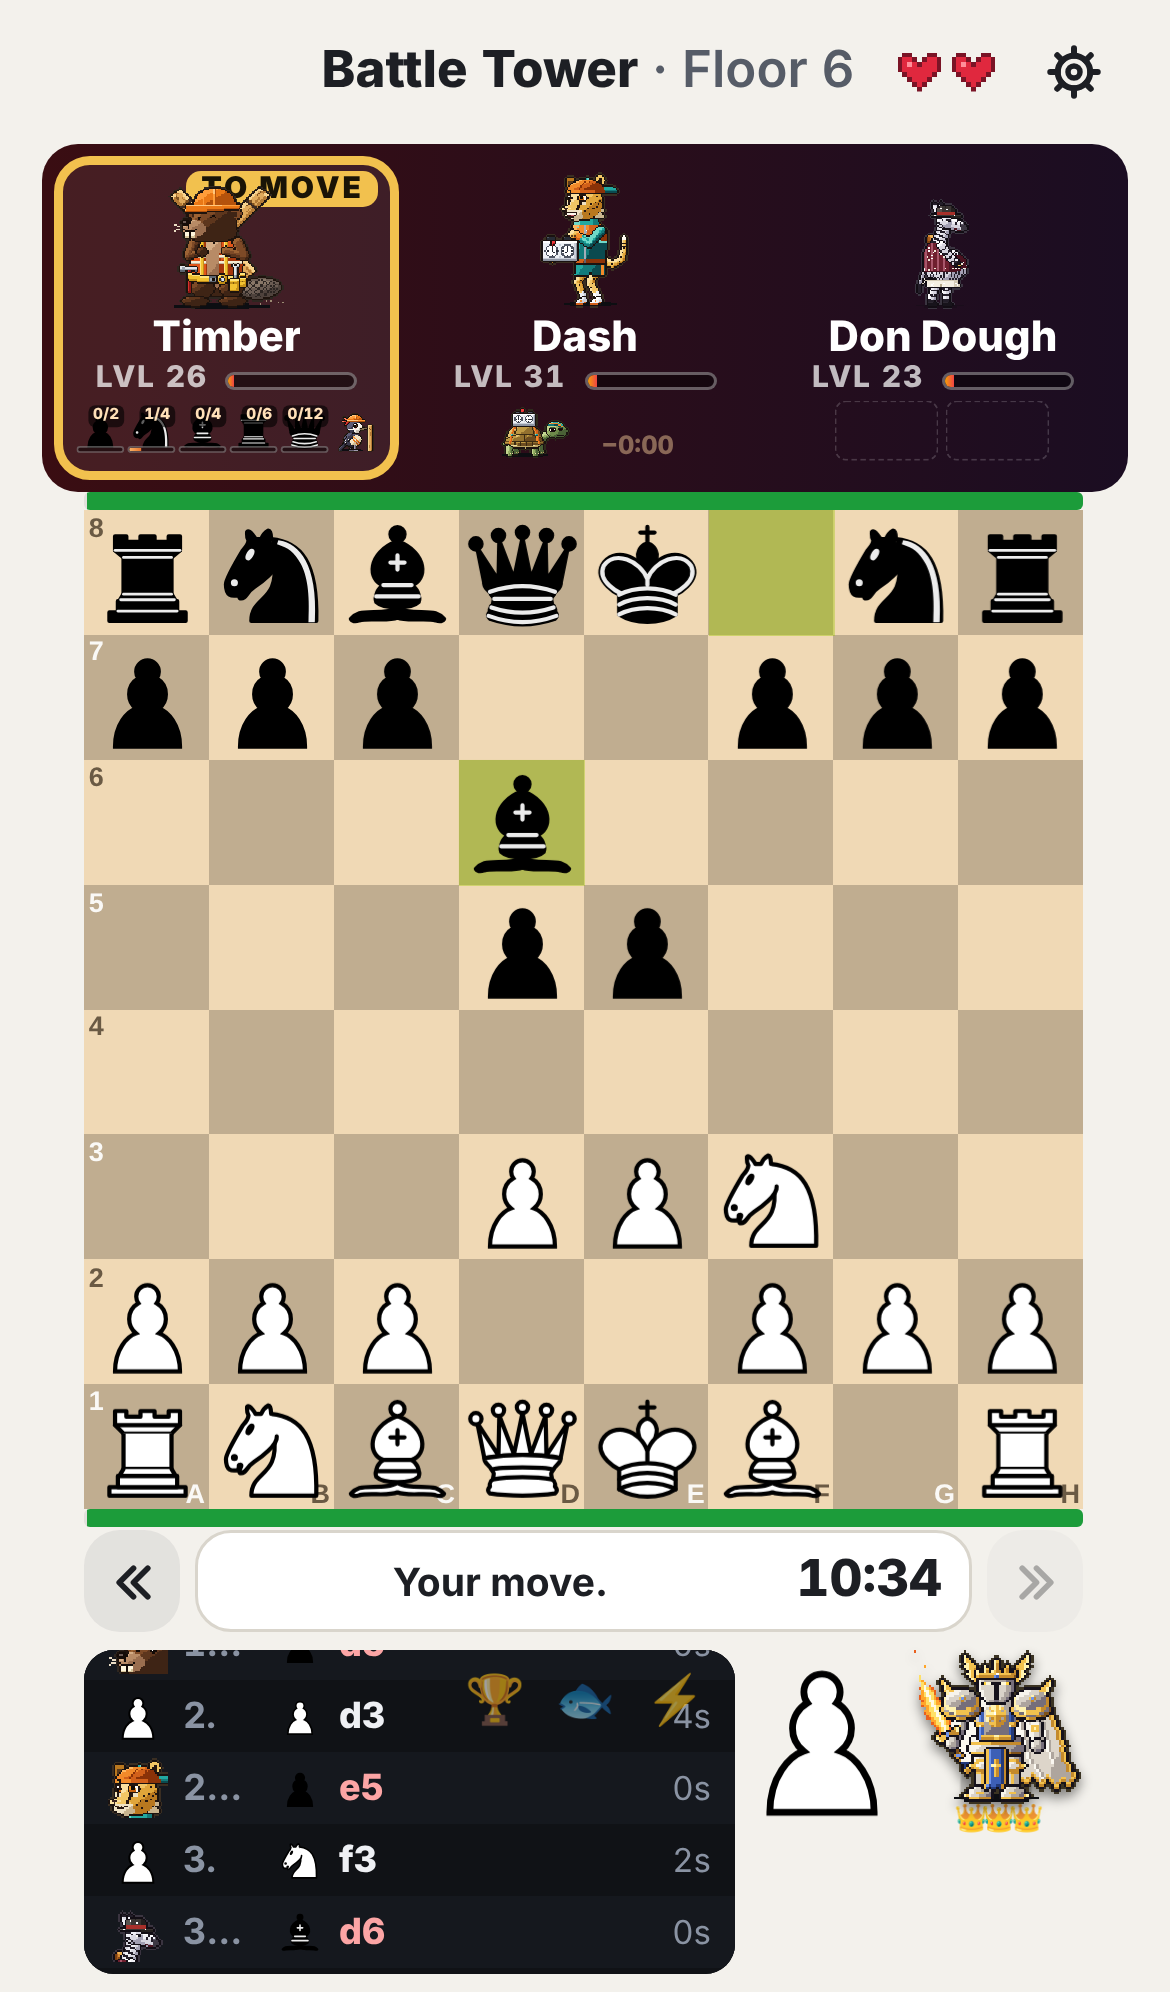 Battle Tower · Floor 6
TO MOVE
Timber
Dash
Don Dough
LVL 26
LVL 31
LVL 23
0/2 1/4 0/4 0/6 0/12
−0:00
8
7
6
5
4
3
2
1
A B C D E F G H
Your move. 10:34
2. d3 4s
2... e5 0s
3. f3 2s
3... d6 0s